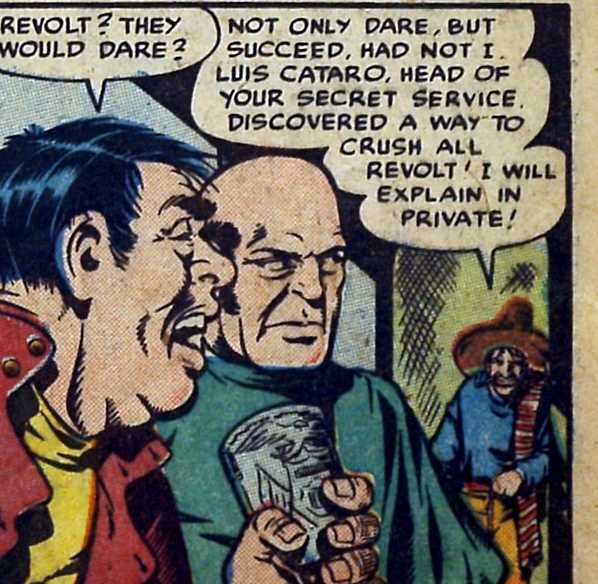 REVOLT? THEY
WOULD DARE?
NOT ONLY DARE, BUT
SUCCEED, HAD NOT I.
LUIS CATARO, HEAD OF
YOUR SECRET SERVICE.
DISCOVERED A WAY TO
CRUSH ALL
REVOLT! I WILL
EXPLAIN IN
PRIVATE!